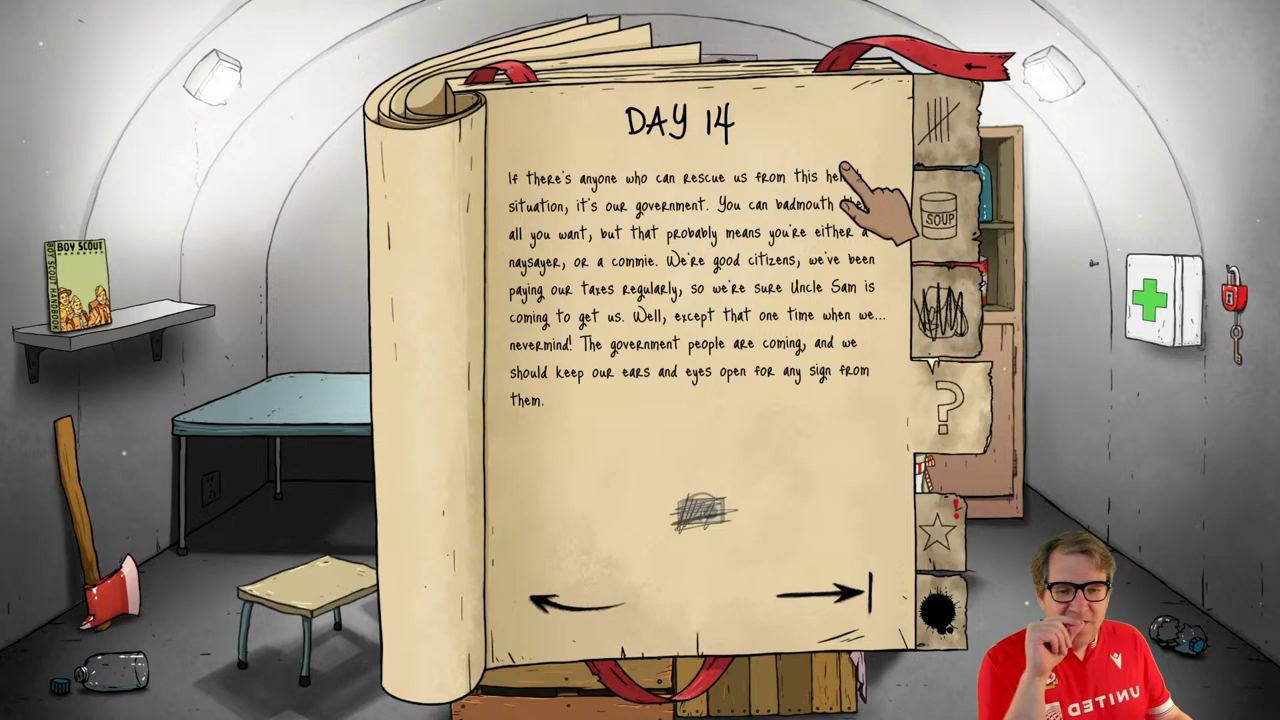 DAY 14
If there's anyone who can rescue us from this
situation, it's our government. You can badmouth
all you want, but that probably means you're either a
naysayer, or a commie. We're good citizens, we've been
paying our taxes regularly, so we're sure Uncle Sam is
coming to get us. Well, except that one time when we...
nevermind! The government people are coming, and we
should keep our ears and eyes open for any sign from
them.
BOY SCOUT
BOY SCOUT HANDBOOK
SOUP
?
!
UNITED